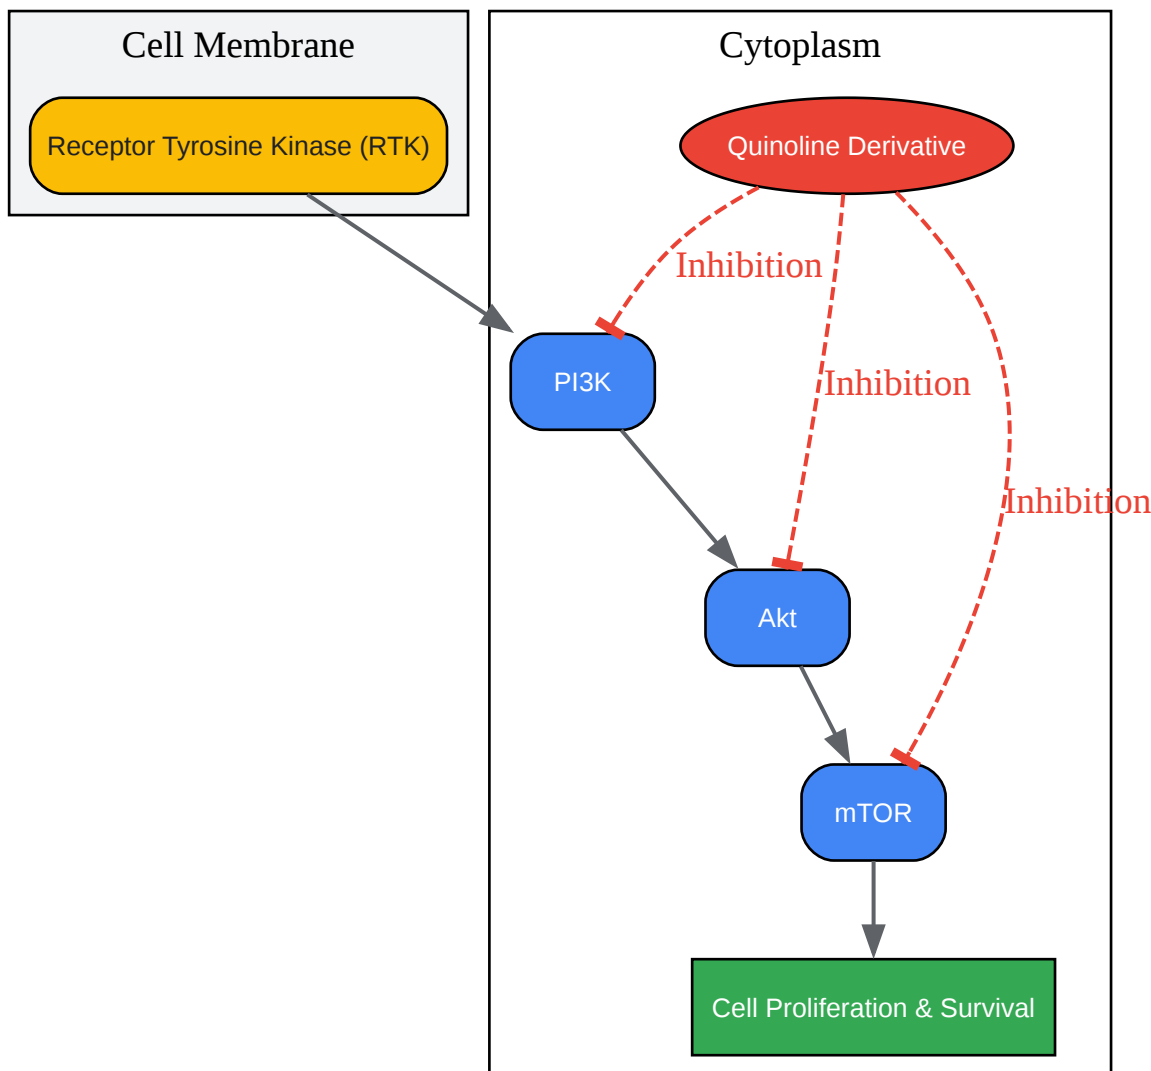 Cell Membrane
Receptor Tyrosine Kinase (RTK)
Cytoplasm
Quinoline Derivative
Inhibition
PI3K
Inhibition
Inhibition
Akt
mTOR
Cell Proliferation & Survival